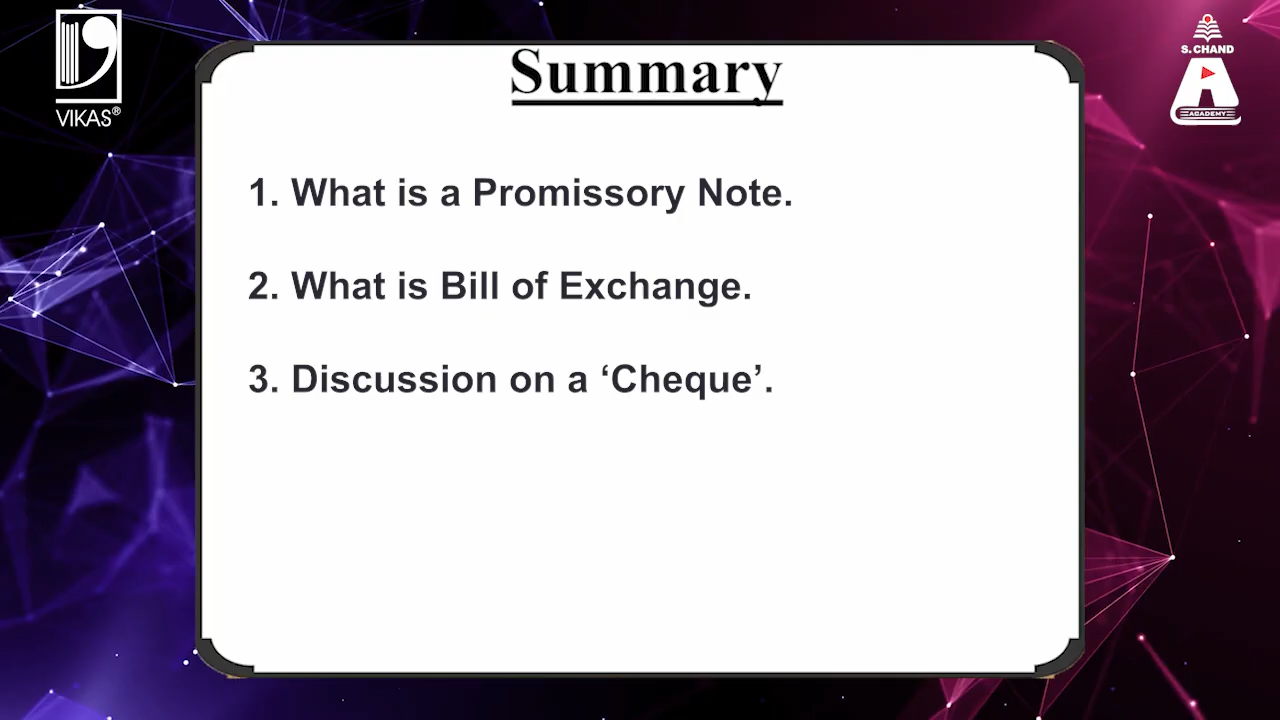 VIKAS®
S.CHAND
ACADEMY
Summary
1. What is a Promissory Note.
2. What is Bill of Exchange.
3. Discussion on a ‘Cheque’.